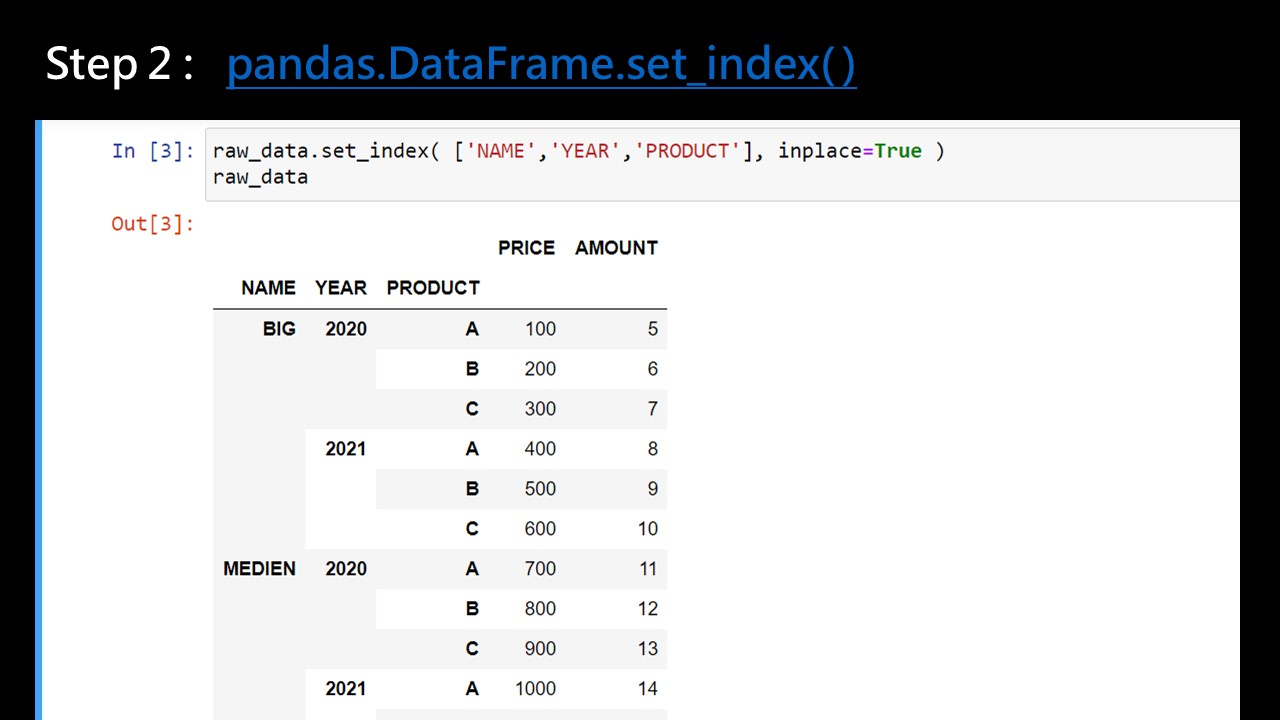 Step 2 : pandas.DataFrame.set_index()
In [3]: raw_data.set_index( ['NAME','YEAR','PRODUCT'], inplace=True )
raw_data
Out[3]:
PRICE AMOUNT
NAME YEAR PRODUCT
BIG 2020 A 100 5
B 200 6
C 300 7
2021 A 400 8
B 500 9
C 600 10
MEDIEN 2020 A 700 11
B 800 12
C 900 13
2021 A 1000 14